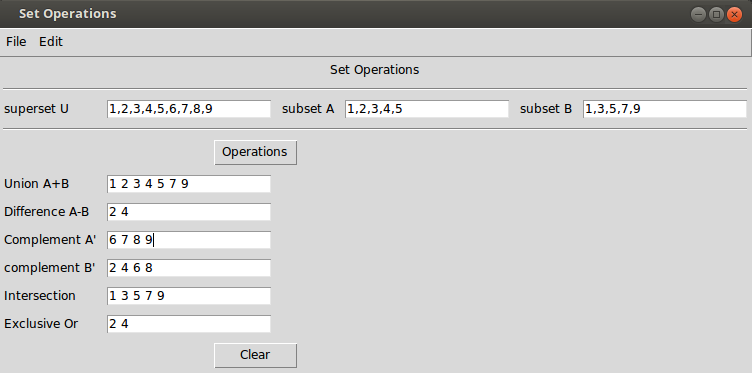 Set Operations
File Edit
Set Operations
superset U 1,2,3,4,5,6,7,8,9 subset A 1,2,3,4,5 subset B 1,3,5,7,9
Operations
Union A+B 1 2 3 4 5 7 9
Difference A-B 2 4
Complement A' 6 7 8 9
complement B' 2 4 6 8
Intersection 1 3 5 7 9
Exclusive Or 2 4
Clear